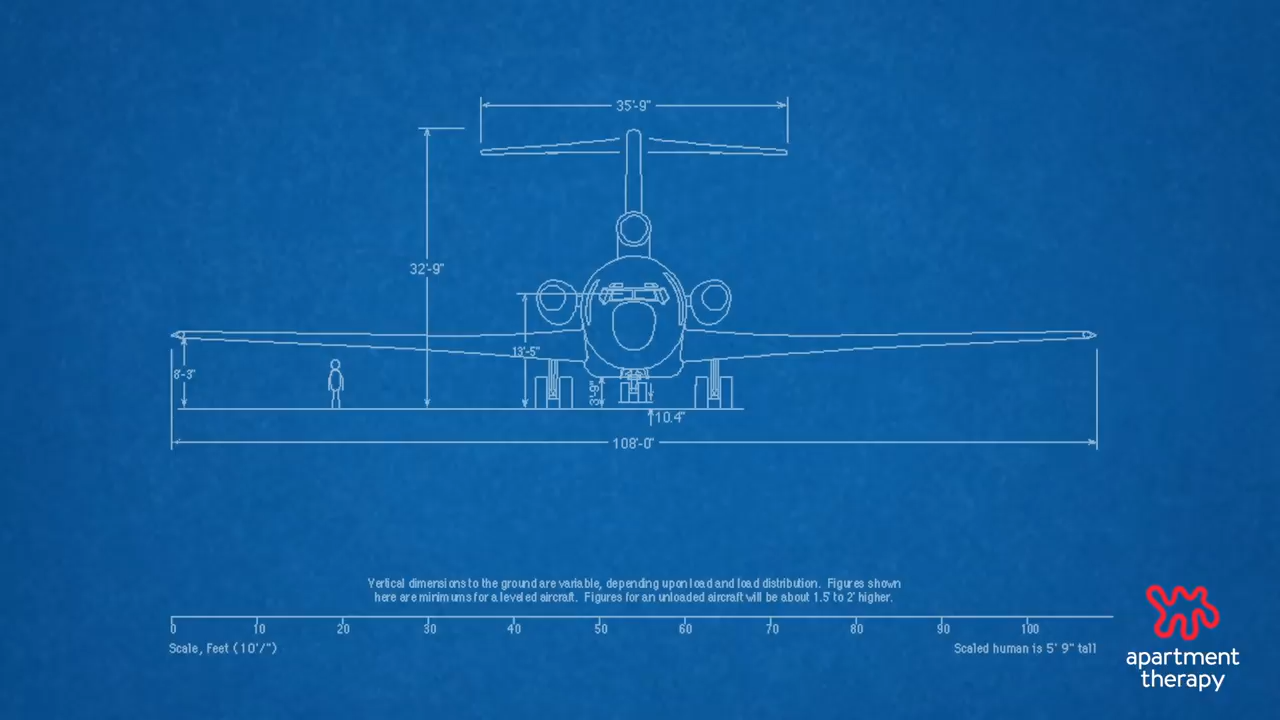 35'-9"
32'-9"
13'-5"
8'-3"
3'-9"
10.4"
108'-0"
Vertical dimensions to the ground are variable, depending upon load and load distribution. Figures shown
here are minimums for a leveled aircraft. Figures for an unloaded aircraft will be about 1.5' to 2' higher.
0 10 20 30 40 50 60 70 80 90 100
Scale, Feet (10'/")
Scaled human is 5' 9" tall
apartment
therapy